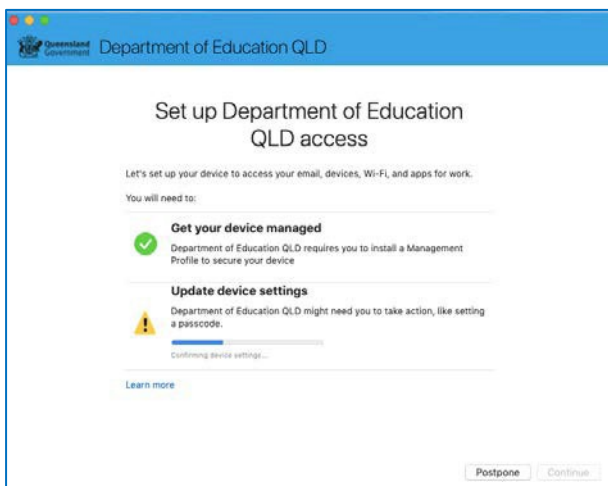 Queensland
Government
Department of Education QLD
Set up Department of Education
QLD access
Let's set up your device to access your email, devices, Wi-Fi, and apps for work.
You will need to:
Get your device managed
Department of Education QLD requires you to install a Management
Profile to secure your device
Update device settings
Department of Education QLD might need you to take action, like setting
a passcode.
Confirming device settings...
Learn more
Postpone
Continue